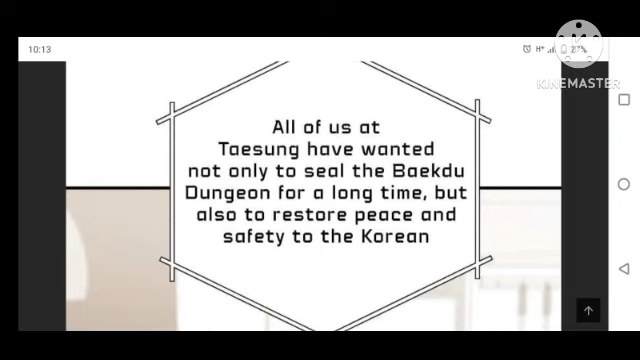 10:13
H+
27%
KINEMASTER
All of us at
Taesung have wanted
not only to seal the Baekdu
Dungeon for a long time, but
also to restore peace and
safety to the Korean